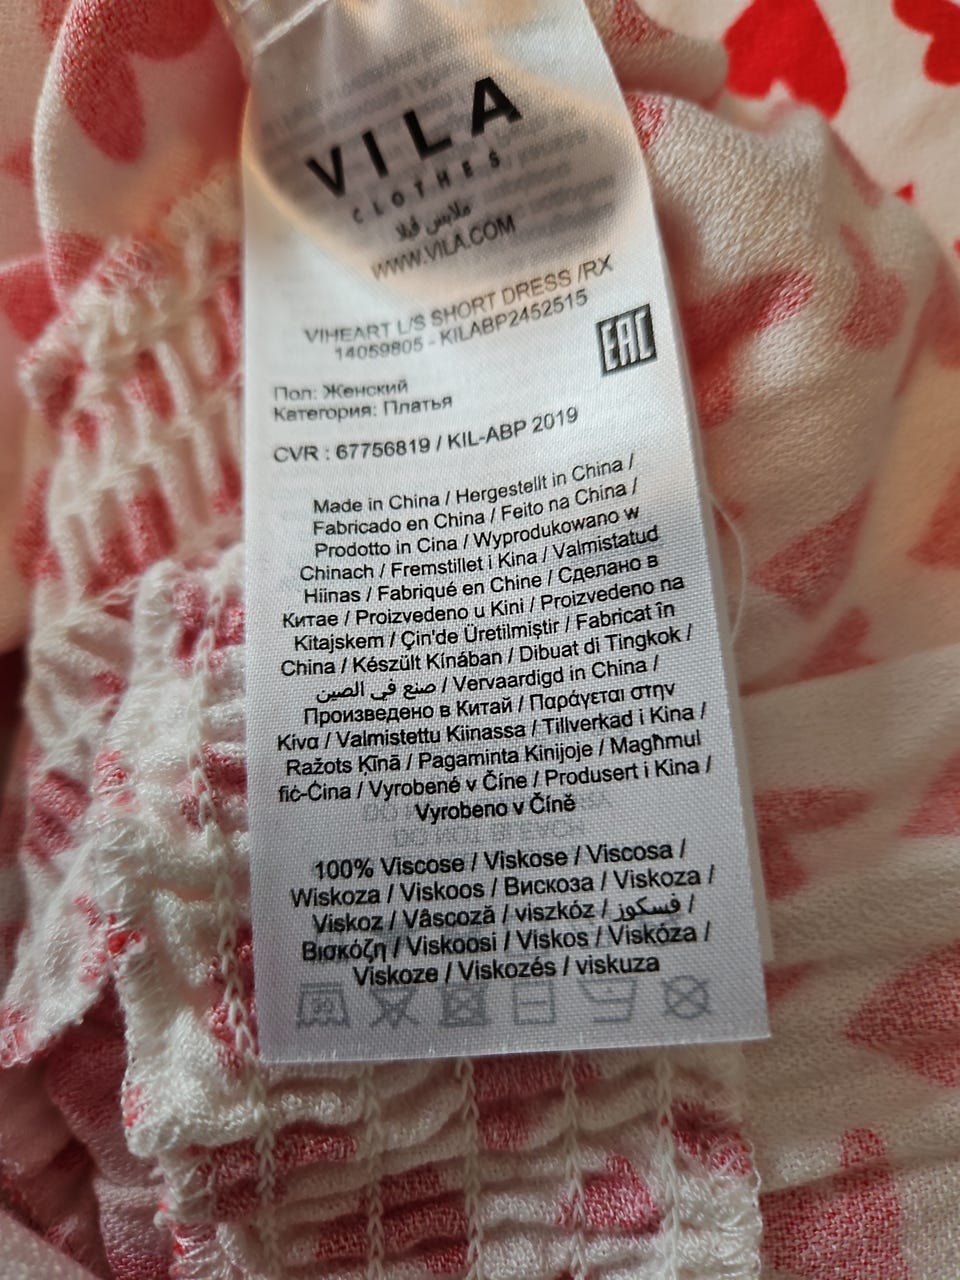 VILA
CLOTHES
ملابس ڤيلا
WWW.VILA.COM
VIHEART L/S SHORT DRESS /RX
14059805 - KILABP2452515
EAC
Пол: Женский
Категория: Платья
CVR : 67756819 / KIL-ABP 2019
Made in China / Hergestellt in China /
Fabricado en China / Feito na China /
Prodotto in Cina / Wyprodukowano w
Chinach / Fremstillet i Kina / Valmistatud
Hiinas / Fabriqué en Chine / Сделано в
Китае / Proizvedeno u Kini / Proizvedeno na
Kitajskem / Çin'de Üretilmiştir / Fabricat în
China / Készült Kínában / Dibuat di Tingkok /
صنع في الصين / Vervaardigd in China /
Произведено в Китай / Παράγεται στην
Κίνα / Valmistettu Kiinassa / Tillverkad i Kina /
Ražots Ķīnā / Pagaminta Kinijoje / Magħmul
fiċ-Ċina / Vyrobené v Číne / Produsert i Kina /
Vyrobeno v Číně
100% Viscose / Viskose / Viscosa /
Wiskoza / Viskoos / Вискоза / Viskoza /
Viskoz / Vâscoză / viszkóz / فسكوز /
Βισκόζη / Viskoosi / Viskos / Viskóza /
Viskoze / Viskozės / viskuza
30